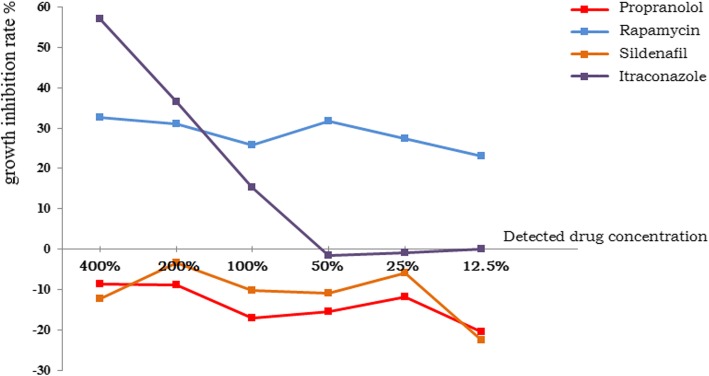 growth inhibition rate %
60
50
40
30
20
10
0
-10
-20
-30
400%
200%
100%
50%
25%
12.5%
Detected drug concentration
Propranolol
Rapamycin
Sildenafil
Itraconazole